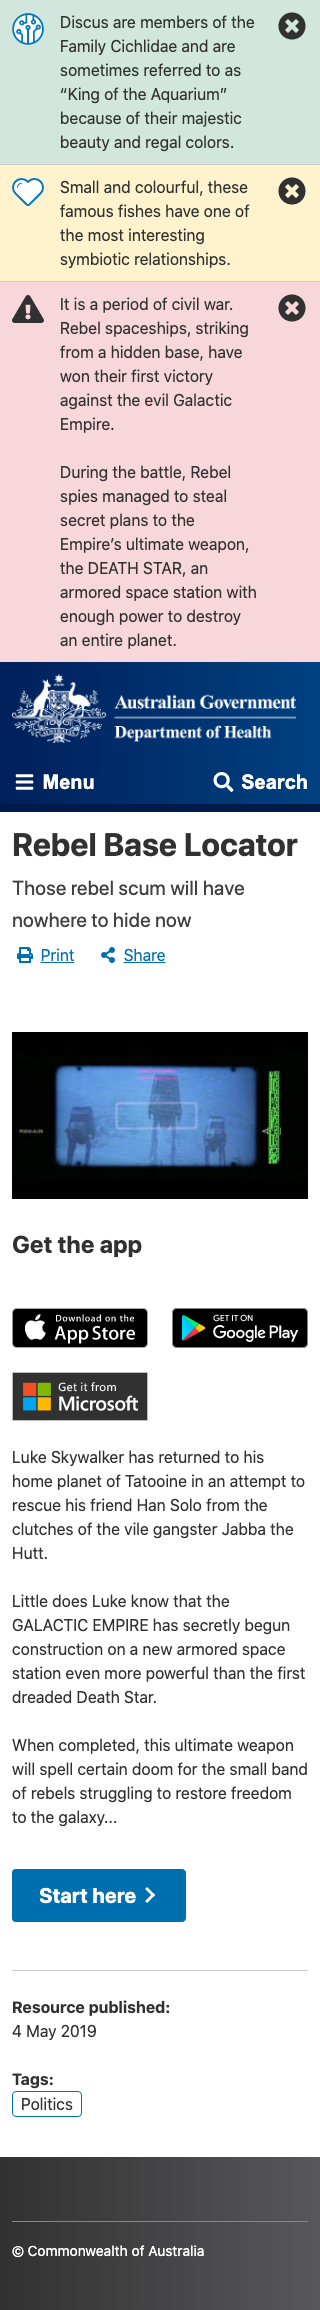 Discus are members of the
Family Cichlidae and are
sometimes referred to as
“King of the Aquarium”
because of their majestic
beauty and regal colors.
Small and colourful, these
famous fishes have one of
the most interesting
symbiotic relationships.
It is a period of civil war.
Rebel spaceships, striking
from a hidden base, have
won their first victory
against the evil Galactic
Empire.
During the battle, Rebel
spies managed to steal
secret plans to the
Empire’s ultimate weapon,
the DEATH STAR, an
armored space station with
enough power to destroy
an entire planet.
Australian Government
Department of Health
Menu
Search
Rebel Base Locator
Those rebel scum will have
nowhere to hide now
Print
Share
Get the app
Download on the
App Store
GET IT ON
Google Play
Get it from
Microsoft
Luke Skywalker has returned to his
home planet of Tatooine in an attempt to
rescue his friend Han Solo from the
clutches of the vile gangster Jabba the
Hutt.
Little does Luke know that the
GALACTIC EMPIRE has secretly begun
construction on a new armored space
station even more powerful than the first
dreaded Death Star.
When completed, this ultimate weapon
will spell certain doom for the small band
of rebels struggling to restore freedom
to the galaxy...
Start here
Resource published:
4 May 2019
Tags:
Politics
© Commonwealth of Australia